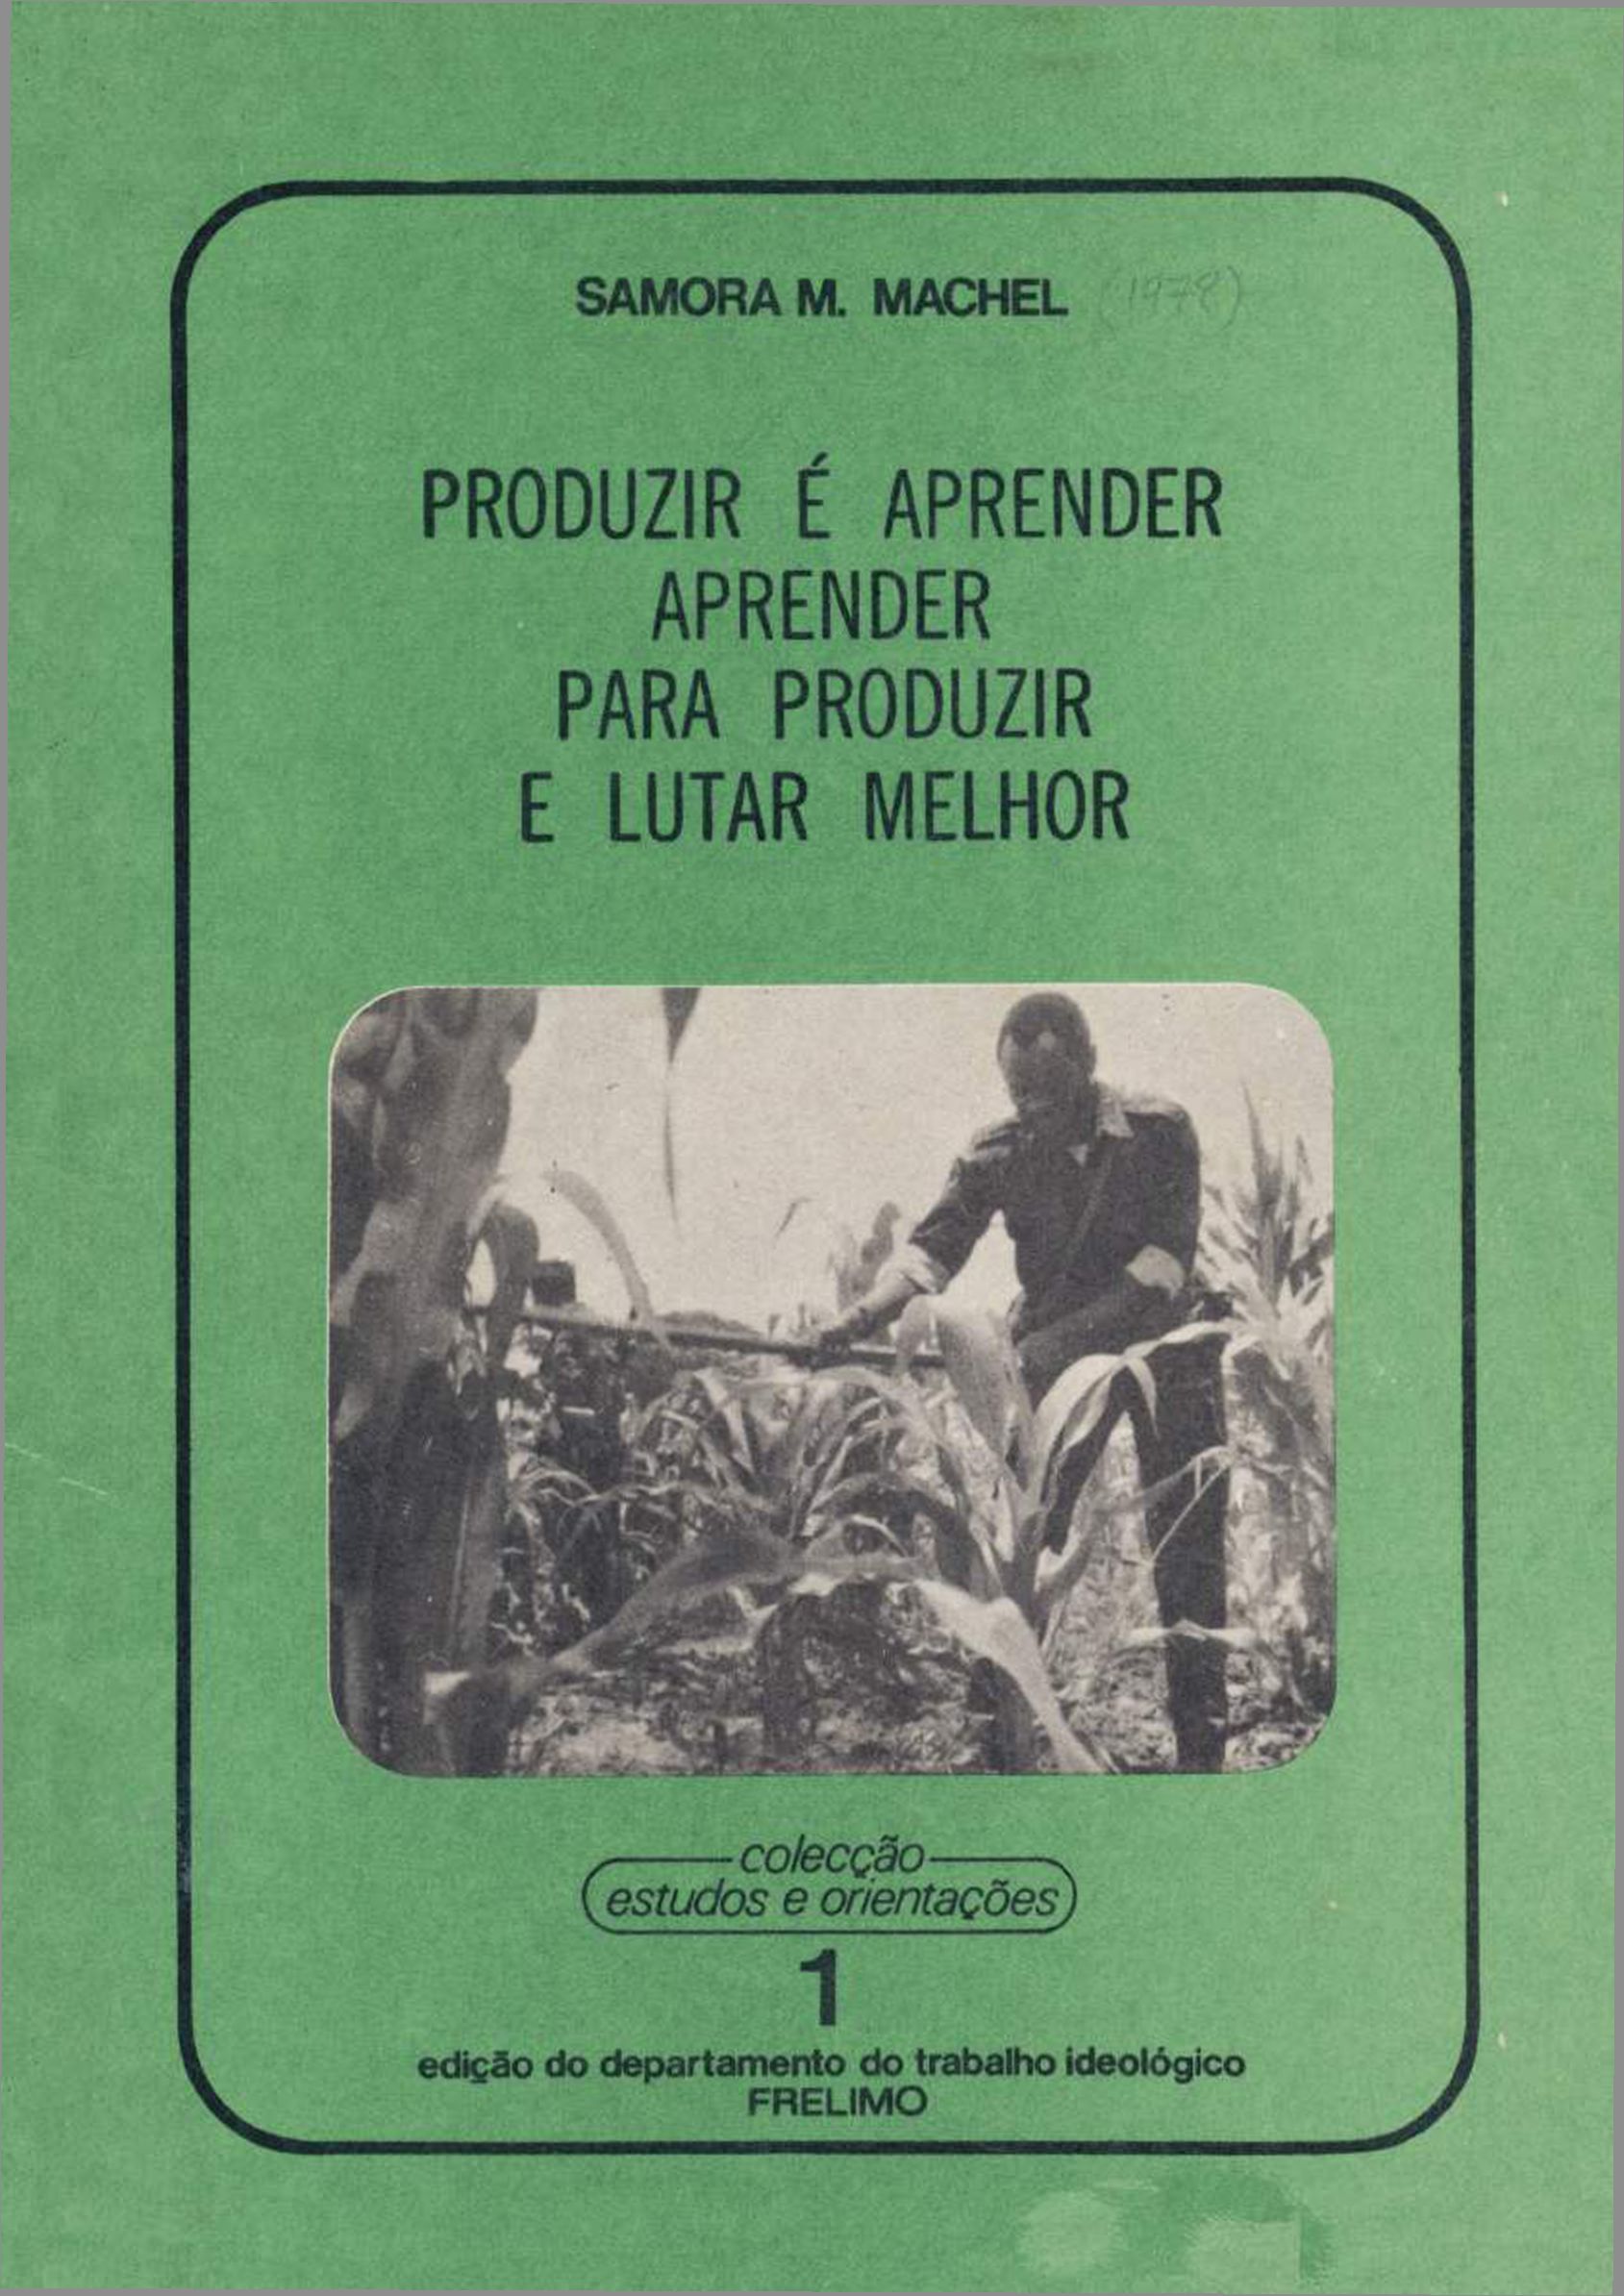 SAMORA M. MACHEL (1978)
PRODUZIR É APRENDER
APRENDER
PARA PRODUZIR
E LUTAR MELHOR
colecção
estudos e orientações
1
edição do departamento do trabalho ideológico
FRELIMO